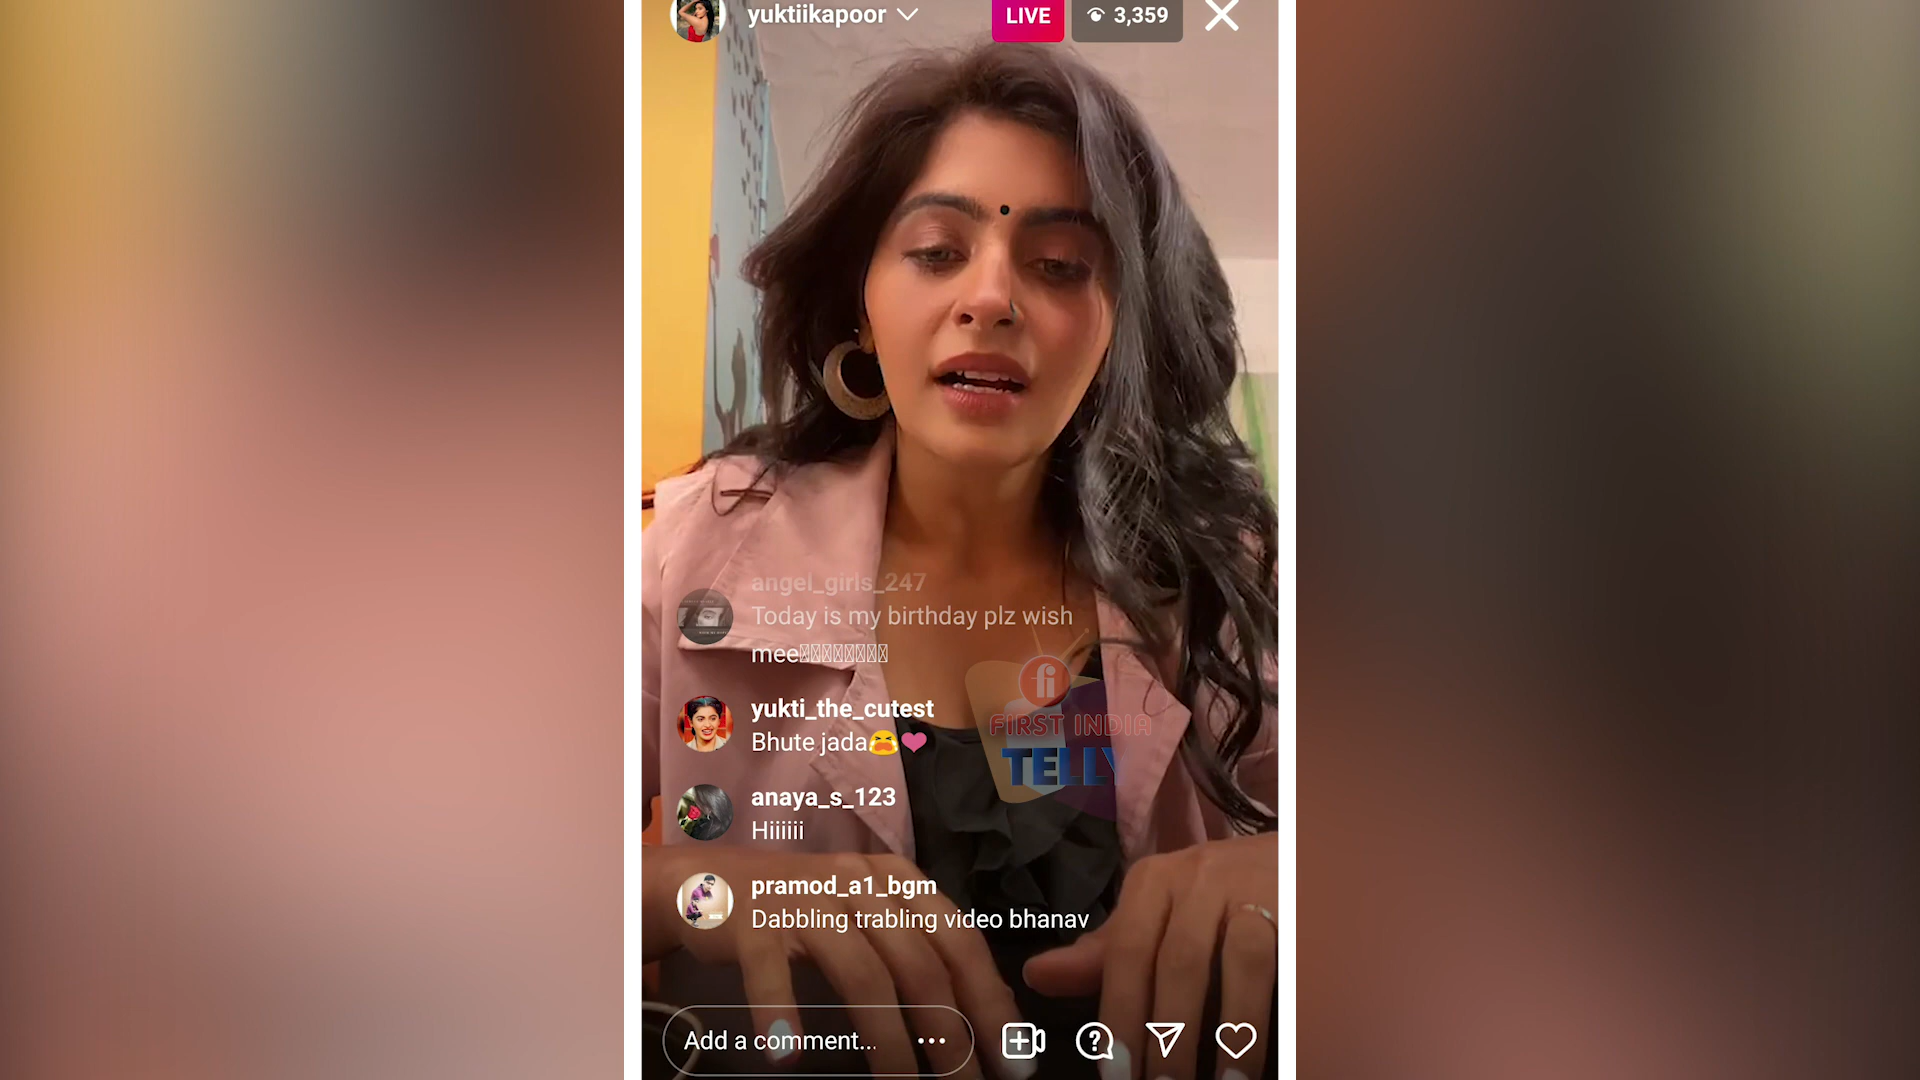 yuktiikapoor
LIVE
3,359
angel_girls_247
Today is my birthday plz wish
mee
yukti_the_cutest
Bhute jada😭❤
anaya_s_123
Hiiiiii
fi
FIRST INDIA
TELLY
pramod_a1_bgm
Dabbling trabling video bhanav
Add a comment...